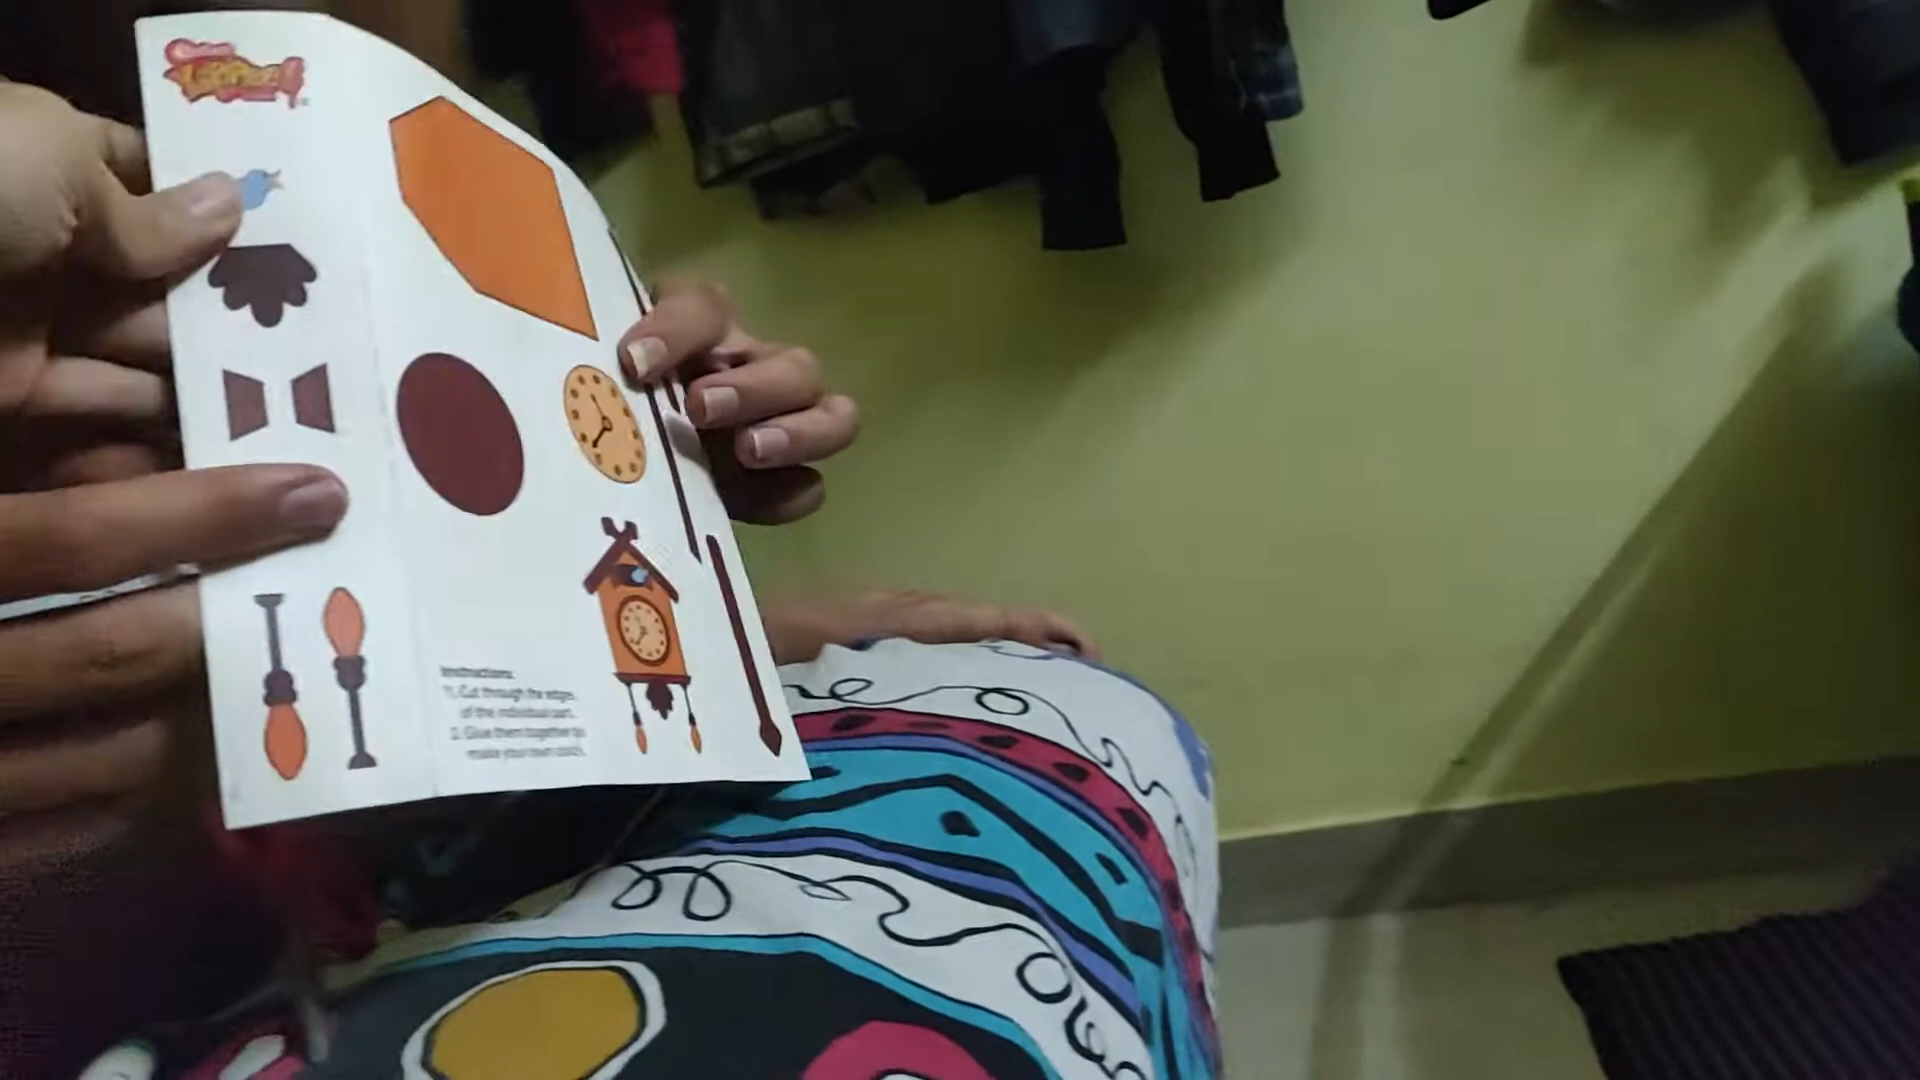 Instructions:
1. Cut through the edges
of the individual part.
2. Glue them together to
make your own clock.